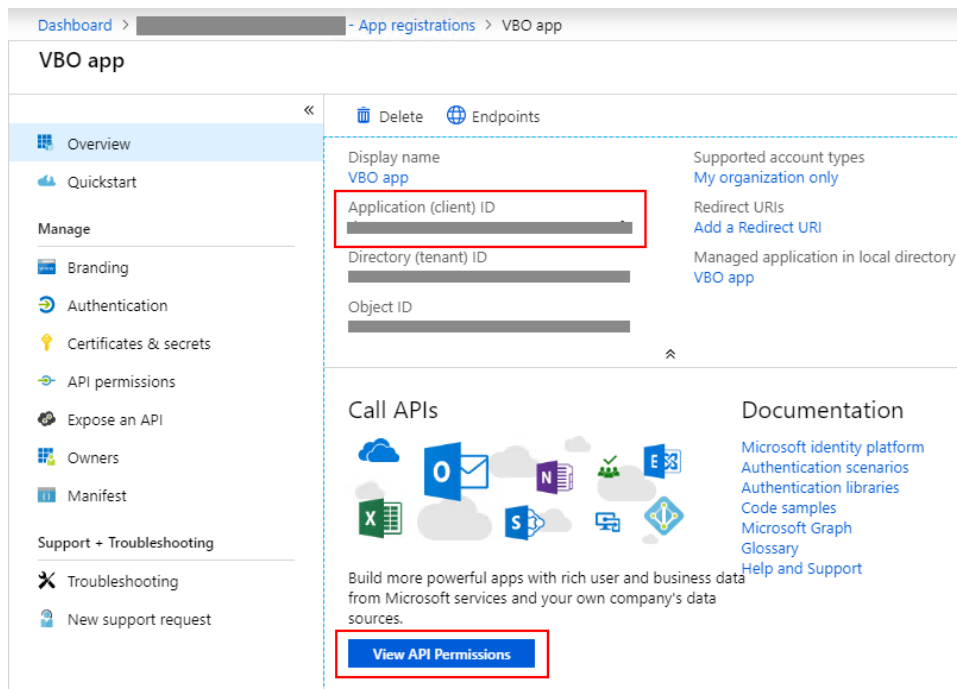 Dashboard > - App registrations > VBO app
VBO app
«
Overview
Quickstart
Manage
Branding
Authentication
Certificates & secrets
API permissions
Expose an API
Owners
Manifest
Support + Troubleshooting
Troubleshooting
New support request
Delete
Endpoints
Display name
VBO app
Application (client) ID
Directory (tenant) ID
Object ID
Supported account types
My organization only
Redirect URIs
Add a Redirect URI
Managed application in local directory
VBO app
Call APIs
O
N
E
X
S
Build more powerful apps with rich user and business data
from Microsoft services and your own company's data
sources.
View API Permissions
Documentation
Microsoft identity platform
Authentication scenarios
Authentication libraries
Code samples
Microsoft Graph
Glossary
Help and Support